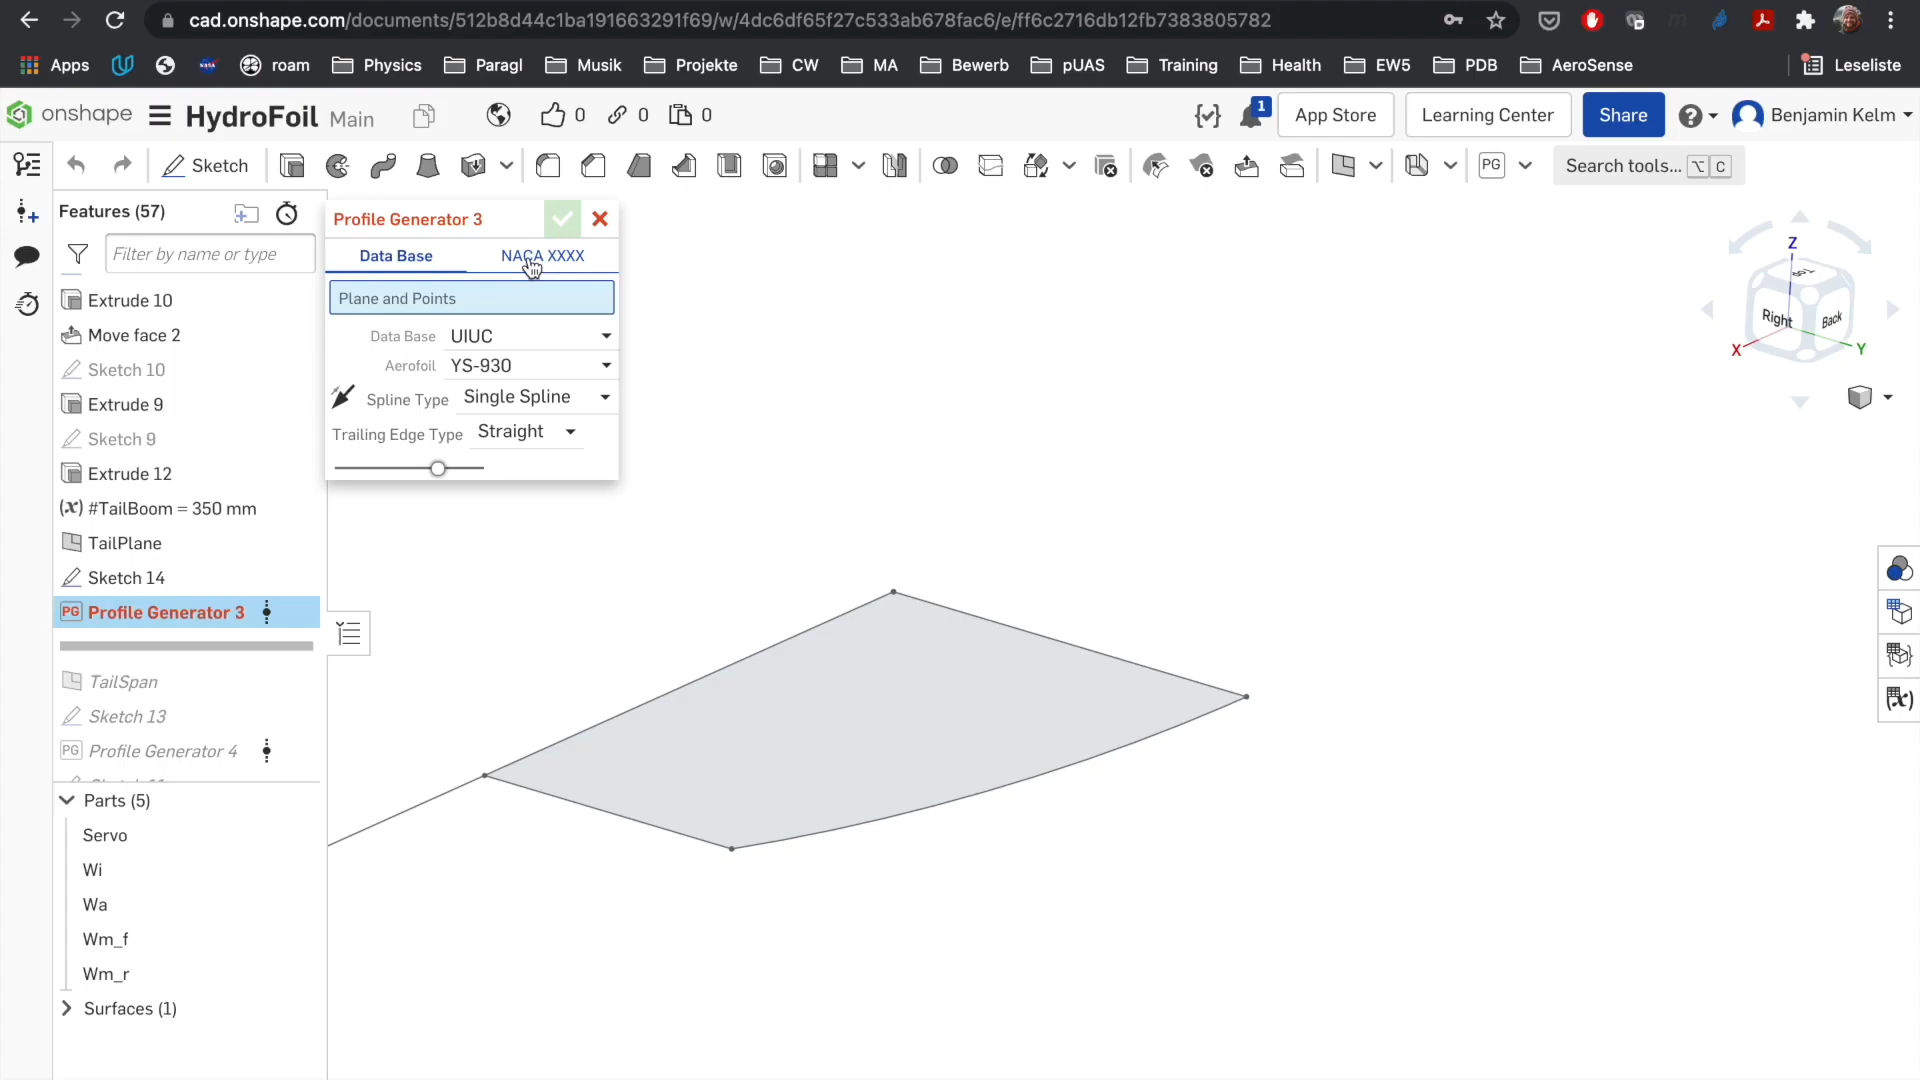 cad.onshape.com/documents/512b8d44c1ba191663291f69/w/4dc6df65f27c533ab678fac6/e/ff6c2716db12fb7383805782
Apps
roam
Physics
Paragl
Musik
Projekte
CW
MA
Bewerb
pUAS
Training
Health
EW5
PDB
AeroSense
Leseliste
onshape
HydroFoil Main
0
0
0
1
App Store
Learning Center
Share
Benjamin Kelm
Sketch
PG
Search tools... ⌥ C
Features (57)
Filter by name or type
Extrude 10
Move face 2
Sketch 10
Extrude 9
Sketch 9
Extrude 12
(x) #TailBoom = 350 mm
TailPlane
Sketch 14
PG Profile Generator 3
TailSpan
Sketch 13
PG Profile Generator 4
Parts (5)
Servo
Wi
Wa
Wm_f
Wm_r
Surfaces (1)
Profile Generator 3
Data Base
NACA XXXX
Plane and Points
Data Base UIUC
Aerofoil YS-930
Spline Type Single Spline
Trailing Edge Type Straight
Z
Top
Right
Back
X
Y
(x)